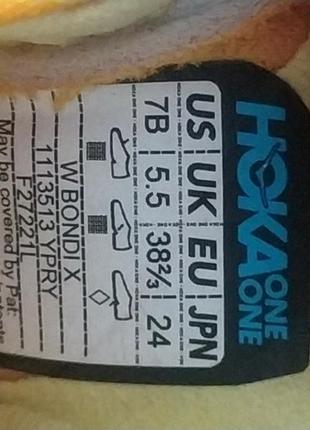 HOKA ONE ONE
US UK EU JPN
7B 5.5 38⅔ 24
W BONDI X
1113513 YPRY
F27221L
May be covered by Pat.